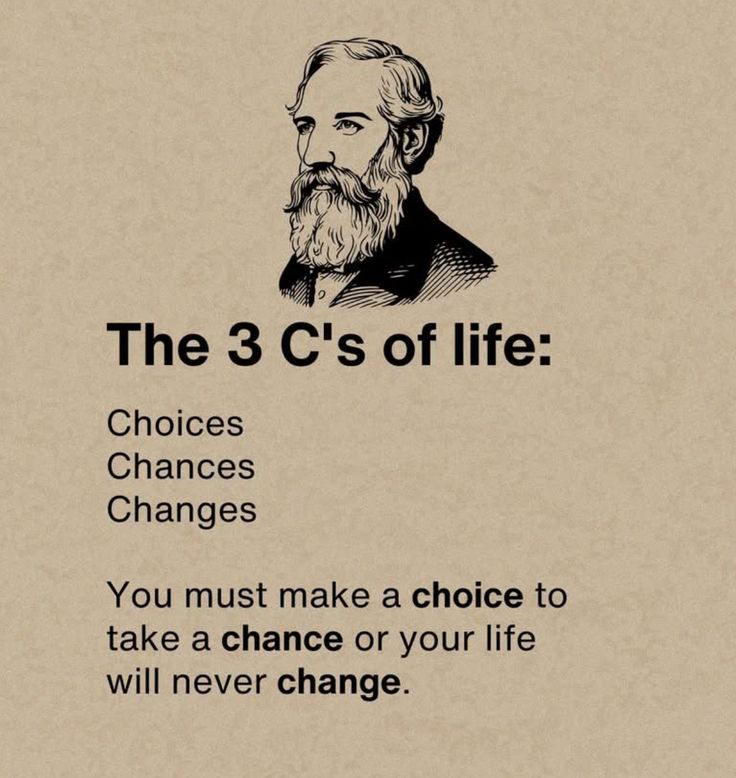 The 3 C's of life:
Choices
Chances
Changes
You must make a choice to
take a chance or your life
will never change.